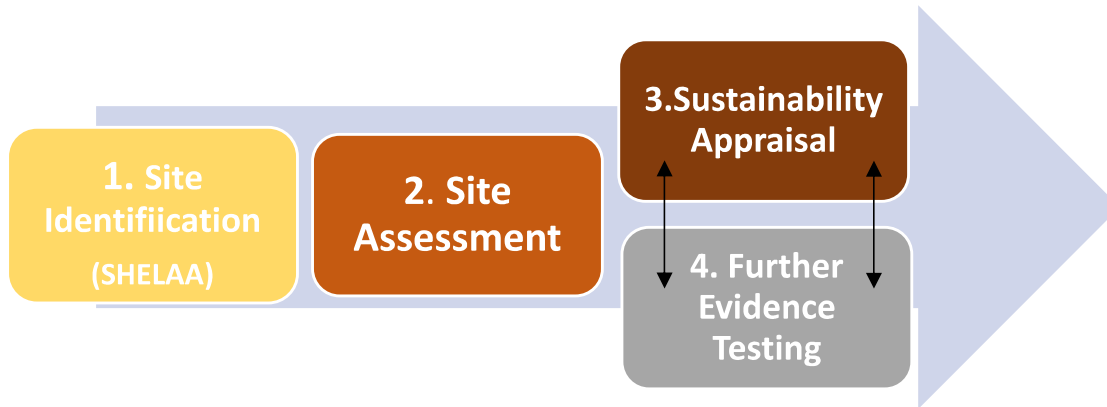 1. Site
Identifiication
(SHELAA)
2. Site
Assessment
3.Sustainability
Appraisal
4. Further
Evidence
Testing